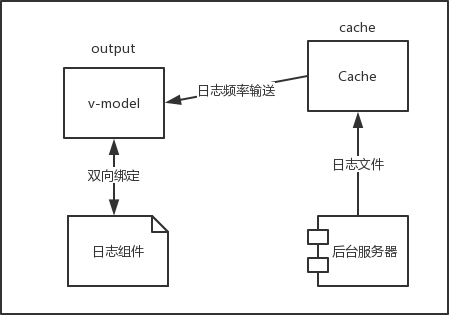 cache
output
Cache
日志频率输送
v-model
日志文件
双向绑定
日志组件
后台服务器